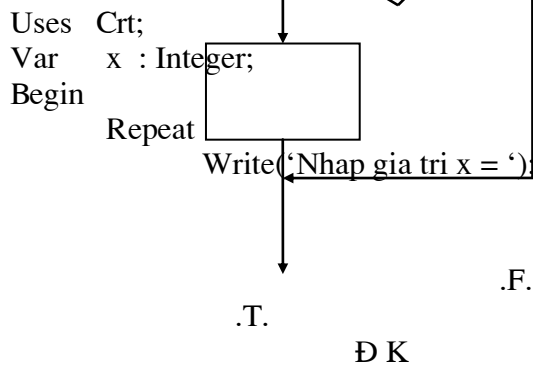 Uses Crt;
Var x : Integer;
Begin
Repeat
Write(‘Nhap gia tri x = ‘);
.F.
.T.
Đ K